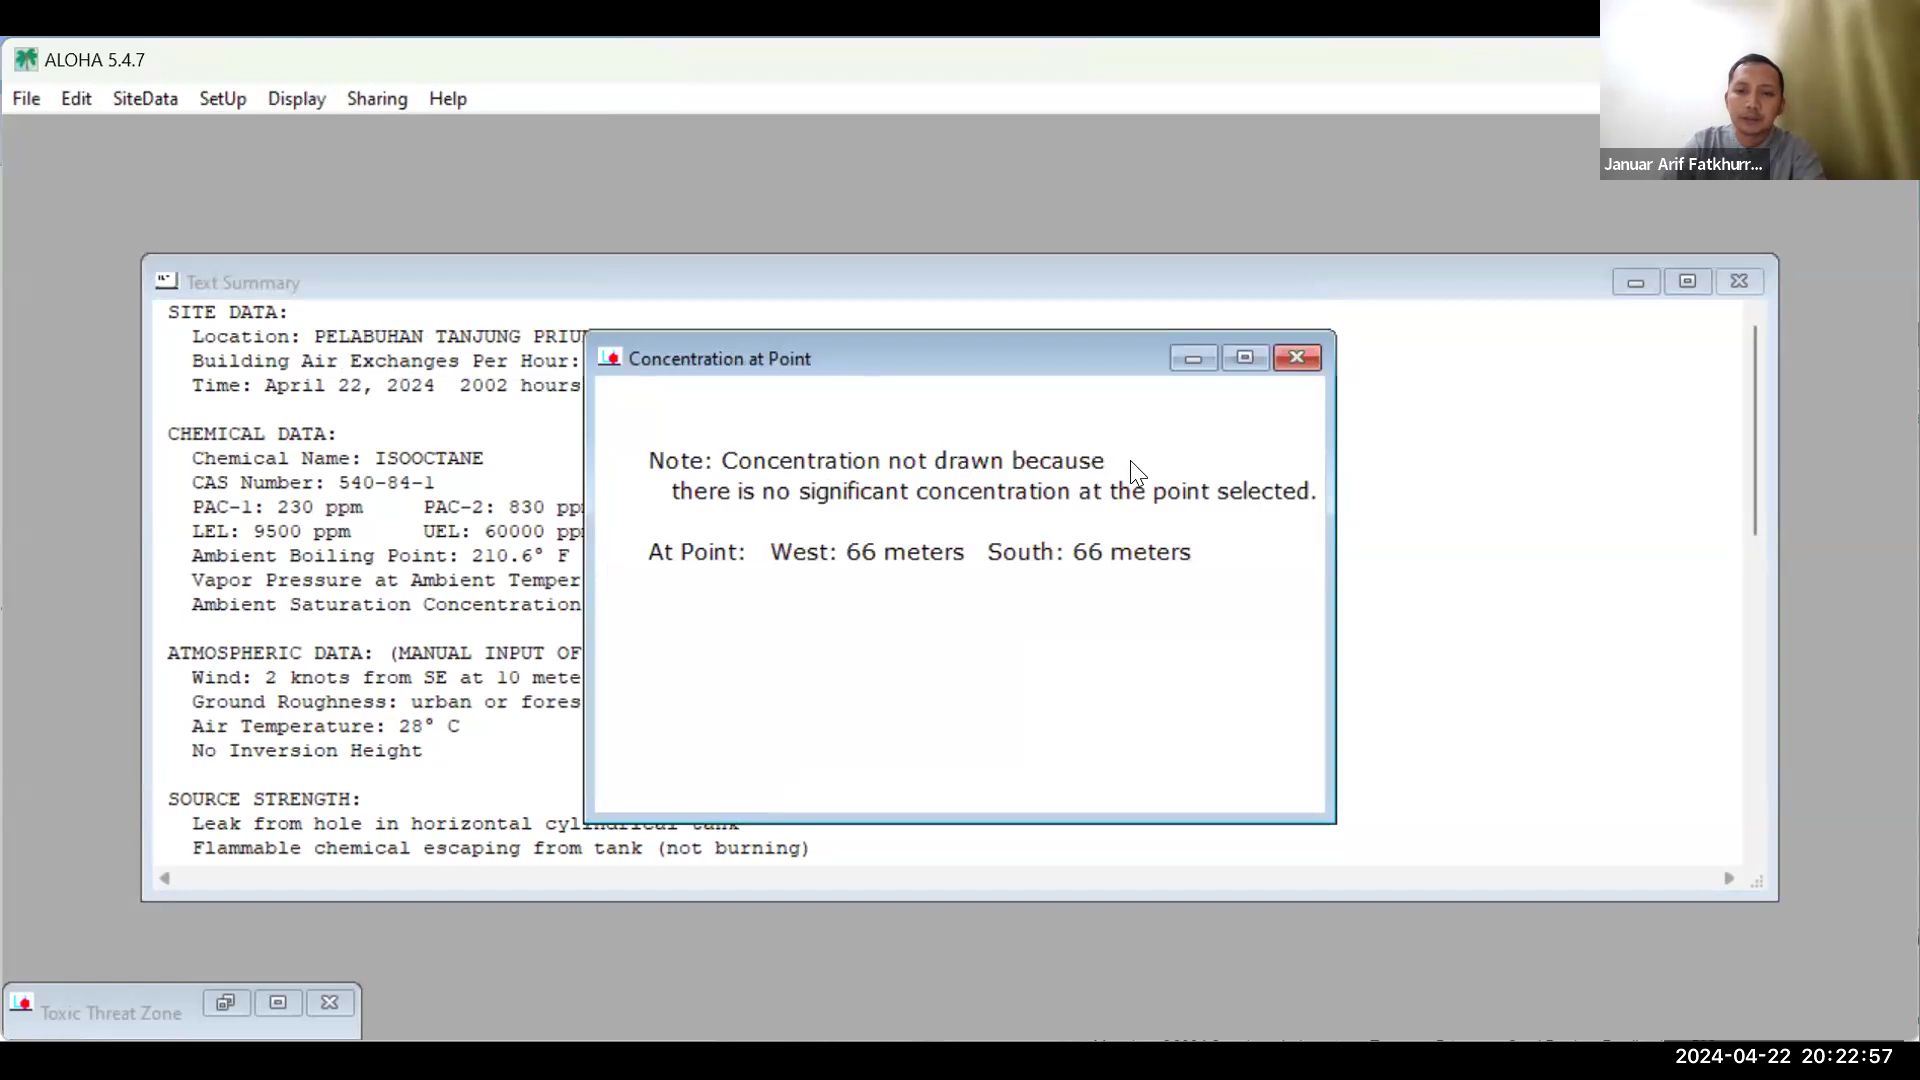 ALOHA 5.4.7
File Edit SiteData SetUp Display Sharing Help
Januar Arif Fatkhurr...
Text Summary
SITE DATA:
Location: PELABUHAN TANJUNG
Building Air Exchanges Per Hour:
Time: April 22, 2024 2002 hours
CHEMICAL DATA:
Chemical Name: ISOOCTANE
CAS Number: 540-84-1
PAC-1: 230 ppm PAC-2: 830
LEL: 9500 ppm UEL: 60000
Ambient Boiling Point: 210.6° F
Vapor Pressure at Ambient Temper
Ambient Saturation Concentration
ATMOSPHERIC DATA: (MANUAL INPUT OF
Wind: 2 knots from SE at 10 mete
Ground Roughness: urban or fores
Air Temperature: 28° C
No Inversion Height
SOURCE STRENGTH:
Leak from hole in horizontal cylindrical tank
Flammable chemical escaping from tank (not burning)
Concentration at Point
Note: Concentration not drawn because
there is no significant concentration at the point selected.
At Point: West: 66 meters South: 66 meters
Toxic Threat Zone
2024-04-22 20:22:57